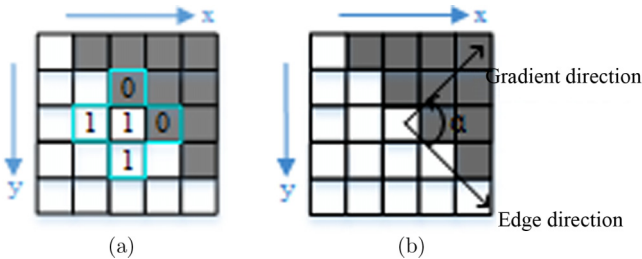 x x
y y
0
1 1 0
1
α
Gradient direction
Edge direction
(a) (b)